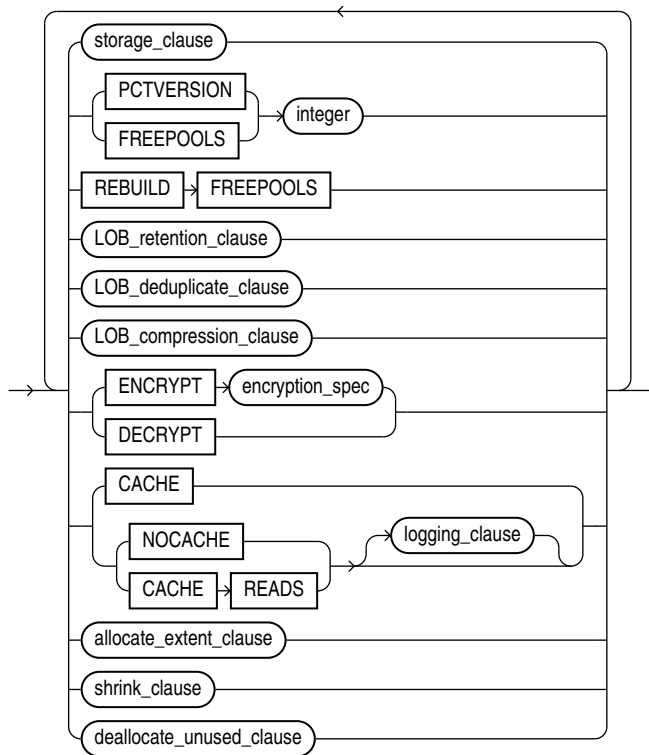 storage_clause
PCTVERSION
FREEPOOLS
integer
REBUILD FREEPOOLS
LOB_retention_clause
LOB_deduplicate_clause
LOB_compression_clause
ENCRYPT encryption_spec
DECRYPT
CACHE
NOCACHE
CACHE READS
logging_clause
allocate_extent_clause
shrink_clause
deallocate_unused_clause